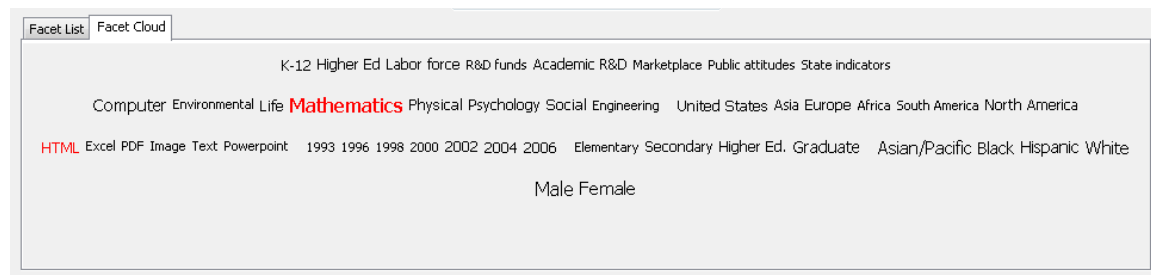 Facet List Facet Cloud
K-12 Higher Ed Labor force R&D funds Academic R&D Marketplace Public attitudes State indicators
Computer Environmental Life Mathematics Physical Psychology Social Engineering United States Asia Europe Africa South America North America
HTML Excel PDF Image Text Powerpoint 1993 1996 1998 2000 2002 2004 2006 Elementary Secondary Higher Ed. Graduate Asian/Pacific Black Hispanic White
Male Female